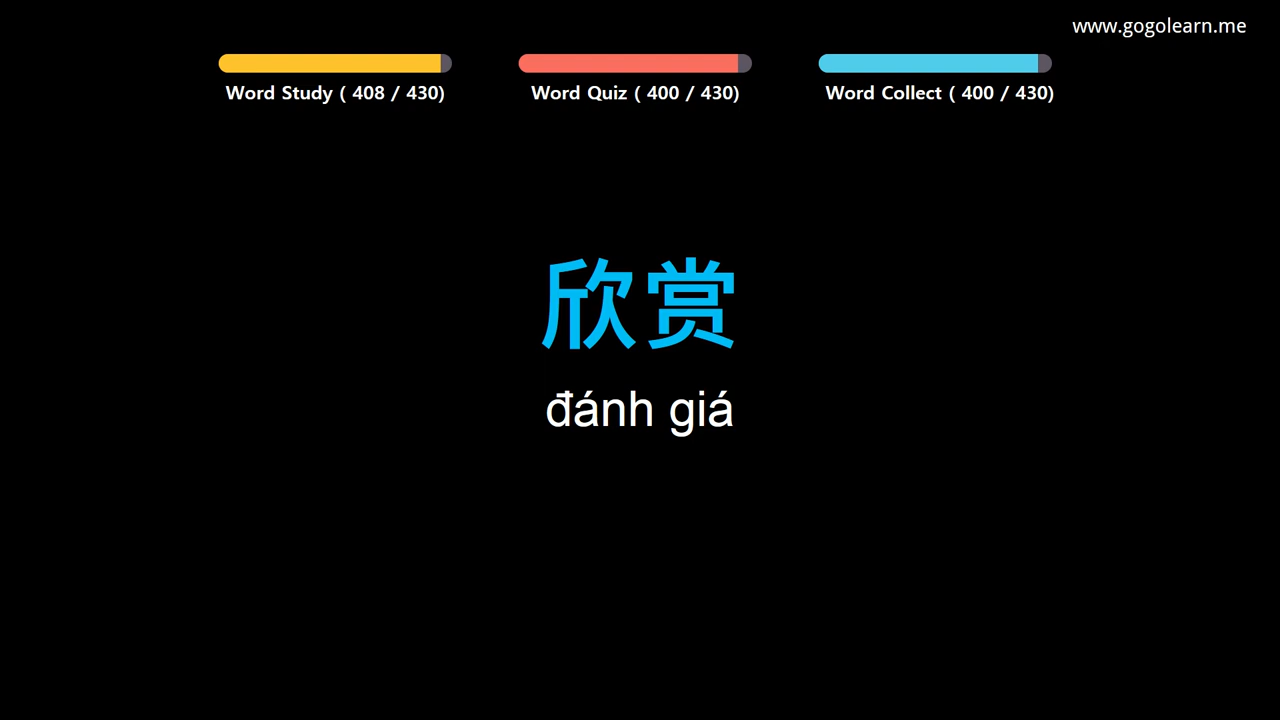 www.gogolearn.me
Word Study ( 408 / 430)
Word Quiz ( 400 / 430)
Word Collect ( 400 / 430)
欣赏
đánh giá